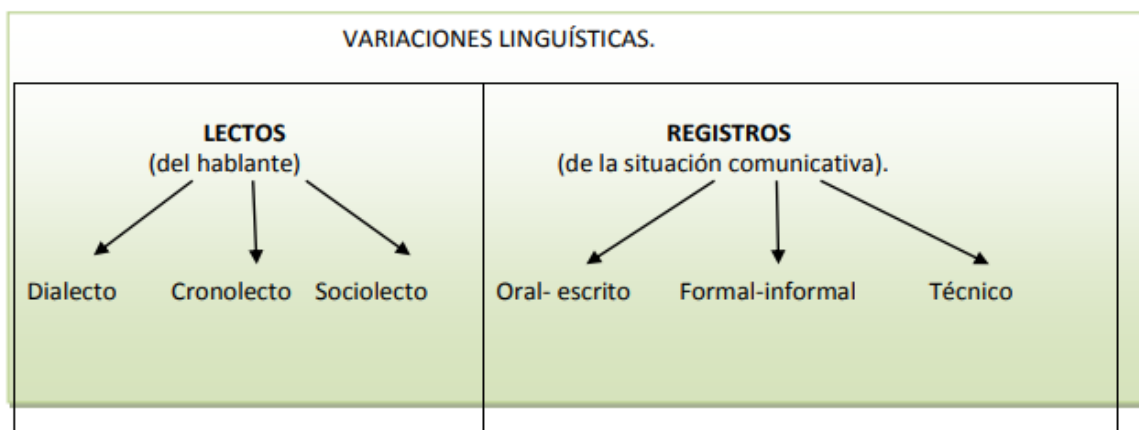 VARIACIONES LINGUÍSTICAS.
LECTOS
(del hablante)
Dialecto Cronolecto Sociolecto
REGISTROS
(de la situación comunicativa).
Oral- escrito Formal-informal Técnico